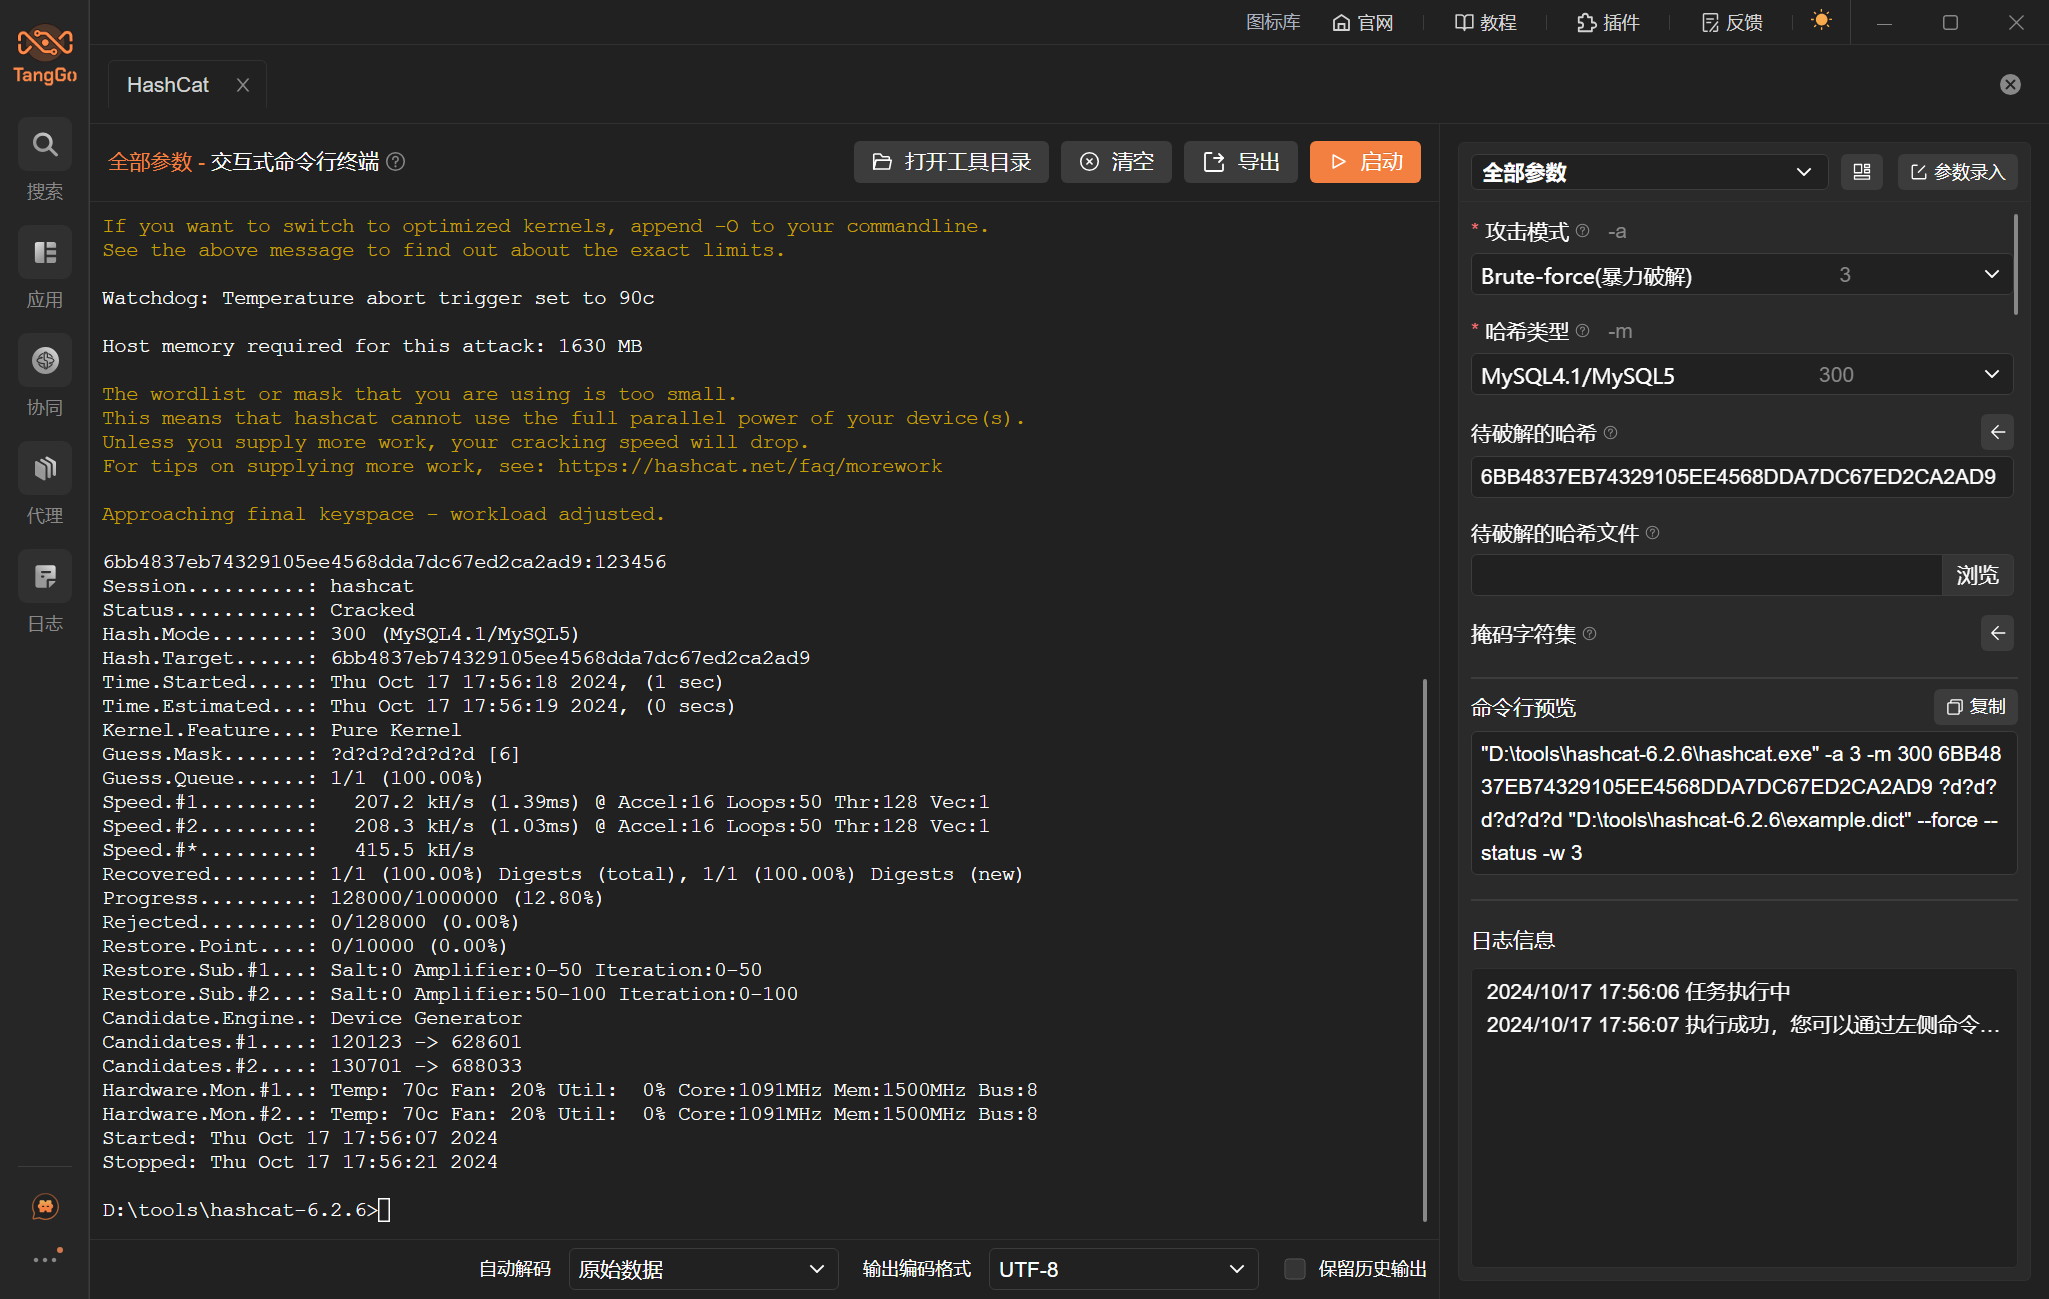 图标库
官网
教程
插件
反馈
TangGo
HashCat
搜索
应用
协同
代理
日志
全部参数 - 交互式命令行终端
打开工具目录
清空
导出
启动
If you want to switch to optimized kernels, append -O to your commandline.
See the above message to find out about the exact limits.
Watchdog: Temperature abort trigger set to 90c
Host memory required for this attack: 1630 MB
The wordlist or mask that you are using is too small.
This means that hashcat cannot use the full parallel power of your device(s).
Unless you supply more work, your cracking speed will drop.
For tips on supplying more work, see: https://hashcat.net/faq/morework
Approaching final keyspace - workload adjusted.
6bb4837eb74329105ee4568dda7dc67ed2ca2ad9:123456
Session..........: hashcat
Status...........: Cracked
Hash.Mode........: 300 (MySQL4.1/MySQL5)
Hash.Target......: 6bb4837eb74329105ee4568dda7dc67ed2ca2ad9
Time.Started.....: Thu Oct 17 17:56:18 2024, (1 sec)
Time.Estimated...: Thu Oct 17 17:56:19 2024, (0 secs)
Kernel.Feature...: Pure Kernel
Guess.Mask.......: ?d?d?d?d?d?d [6]
Guess.Queue......: 1/1 (100.00%)
Speed.#1.........:   207.2 kH/s (1.39ms) @ Accel:16 Loops:50 Thr:128 Vec:1
Speed.#2.........:   208.3 kH/s (1.03ms) @ Accel:16 Loops:50 Thr:128 Vec:1
Speed.#*.........:   415.5 kH/s
Recovered........: 1/1 (100.00%) Digests (total), 1/1 (100.00%) Digests (new)
Progress.........: 128000/1000000 (12.80%)
Rejected.........: 0/128000 (0.00%)
Restore.Point....: 0/10000 (0.00%)
Restore.Sub.#1...: Salt:0 Amplifier:0-50 Iteration:0-50
Restore.Sub.#2...: Salt:0 Amplifier:50-100 Iteration:0-100
Candidate.Engine.: Device Generator
Candidates.#1....: 120123 -> 628601
Candidates.#2....: 130701 -> 688033
Hardware.Mon.#1..: Temp: 70c Fan: 20% Util:  0% Core:1091MHz Mem:1500MHz Bus:8
Hardware.Mon.#2..: Temp: 70c Fan: 20% Util:  0% Core:1091MHz Mem:1500MHz Bus:8
Started: Thu Oct 17 17:56:07 2024
Stopped: Thu Oct 17 17:56:21 2024
D:\tools\hashcat-6.2.6>
自动解码 原始数据 输出编码格式 UTF-8 保留历史输出
全部参数
参数录入
* 攻击模式 -a
Brute-force(暴力破解) 3
* 哈希类型 -m
MySQL4.1/MySQL5 300
待破解的哈希
6BB4837EB74329105EE4568DDA7DC67ED2CA2AD9
待破解的哈希文件
浏览
掩码字符集
命令行预览
复制
"D:\tools\hashcat-6.2.6\hashcat.exe" -a 3 -m 300 6BB48
37EB74329105EE4568DDA7DC67ED2CA2AD9 ?d?d?
d?d?d?d "D:\tools\hashcat-6.2.6\example.dict" --force --
status -w 3
日志信息
2024/10/17 17:56:06 任务执行中
2024/10/17 17:56:07 执行成功，您可以通过左侧命令...